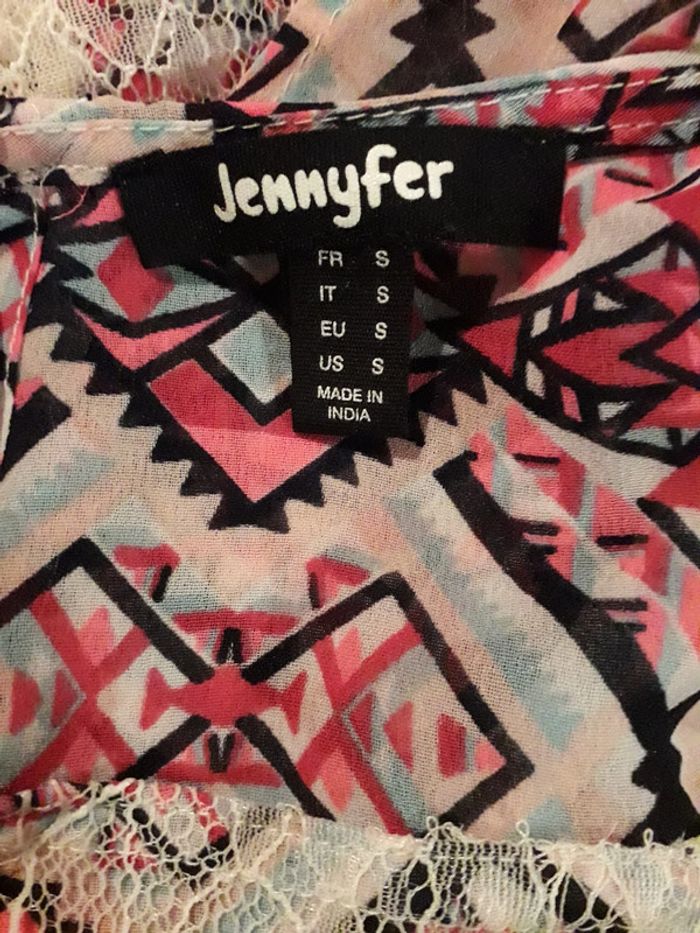 Jennyfer
FR S
IT S
EU S
US S
MADE IN
INDIA